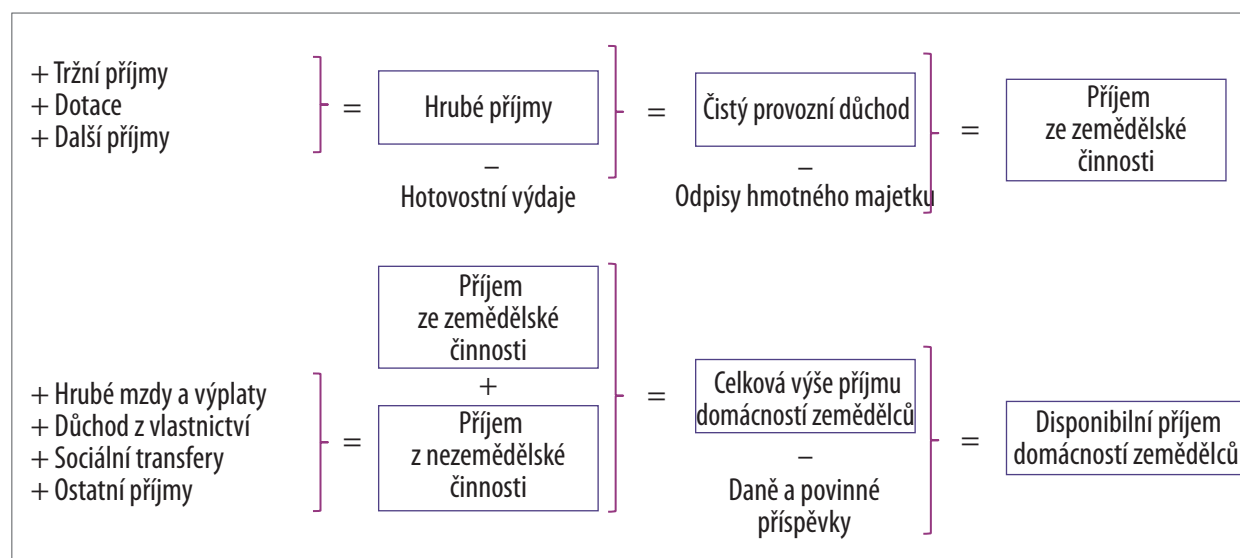 + Tržní příjmy
+ Dotace
+ Další příjmy
=
Hrubé příjmy
–
Hotovostní výdaje
=
Čistý provozní důchod
–
Odpisy hmotného majetku
=
Příjem
ze zemědělské
činnosti
+ Hrubé mzdy a výplaty
+ Důchod z vlastnictví
+ Sociální transfery
+ Ostatní příjmy
=
Příjem
ze zemědělské
činnosti
+
Příjem
z nezemědělské
činnosti
=
Celková výše příjmu
domácností zemědělců
–
Daně a povinné
příspěvky
=
Disponibilní příjem
domácností zemědělců